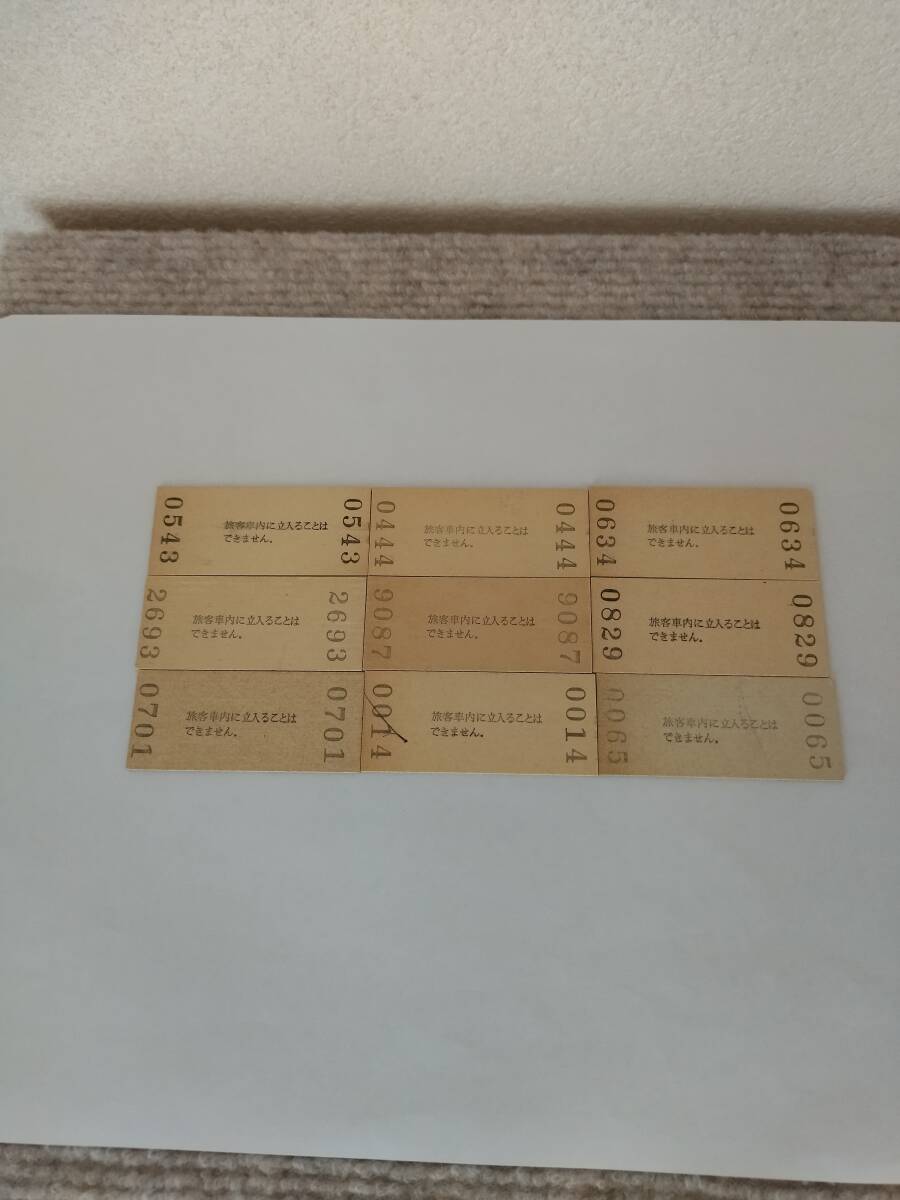 0543
旅客車内に立入ることは
できません。
0543
0444
旅客車内に立入ることは
できません。
0444
0634
旅客車内に立入ることは
できません。
0634
2693
旅客車内に立入ることは
できません。
2693
9087
旅客車内に立入ることは
できません。
9087
0829
旅客車内に立入ることは
できません。
0829
0701
旅客車内に立入ることは
できません。
0701
0014
旅客車内に立入ることは
できません。
0014
0065
旅客車内に立入ることは
できません。
0065